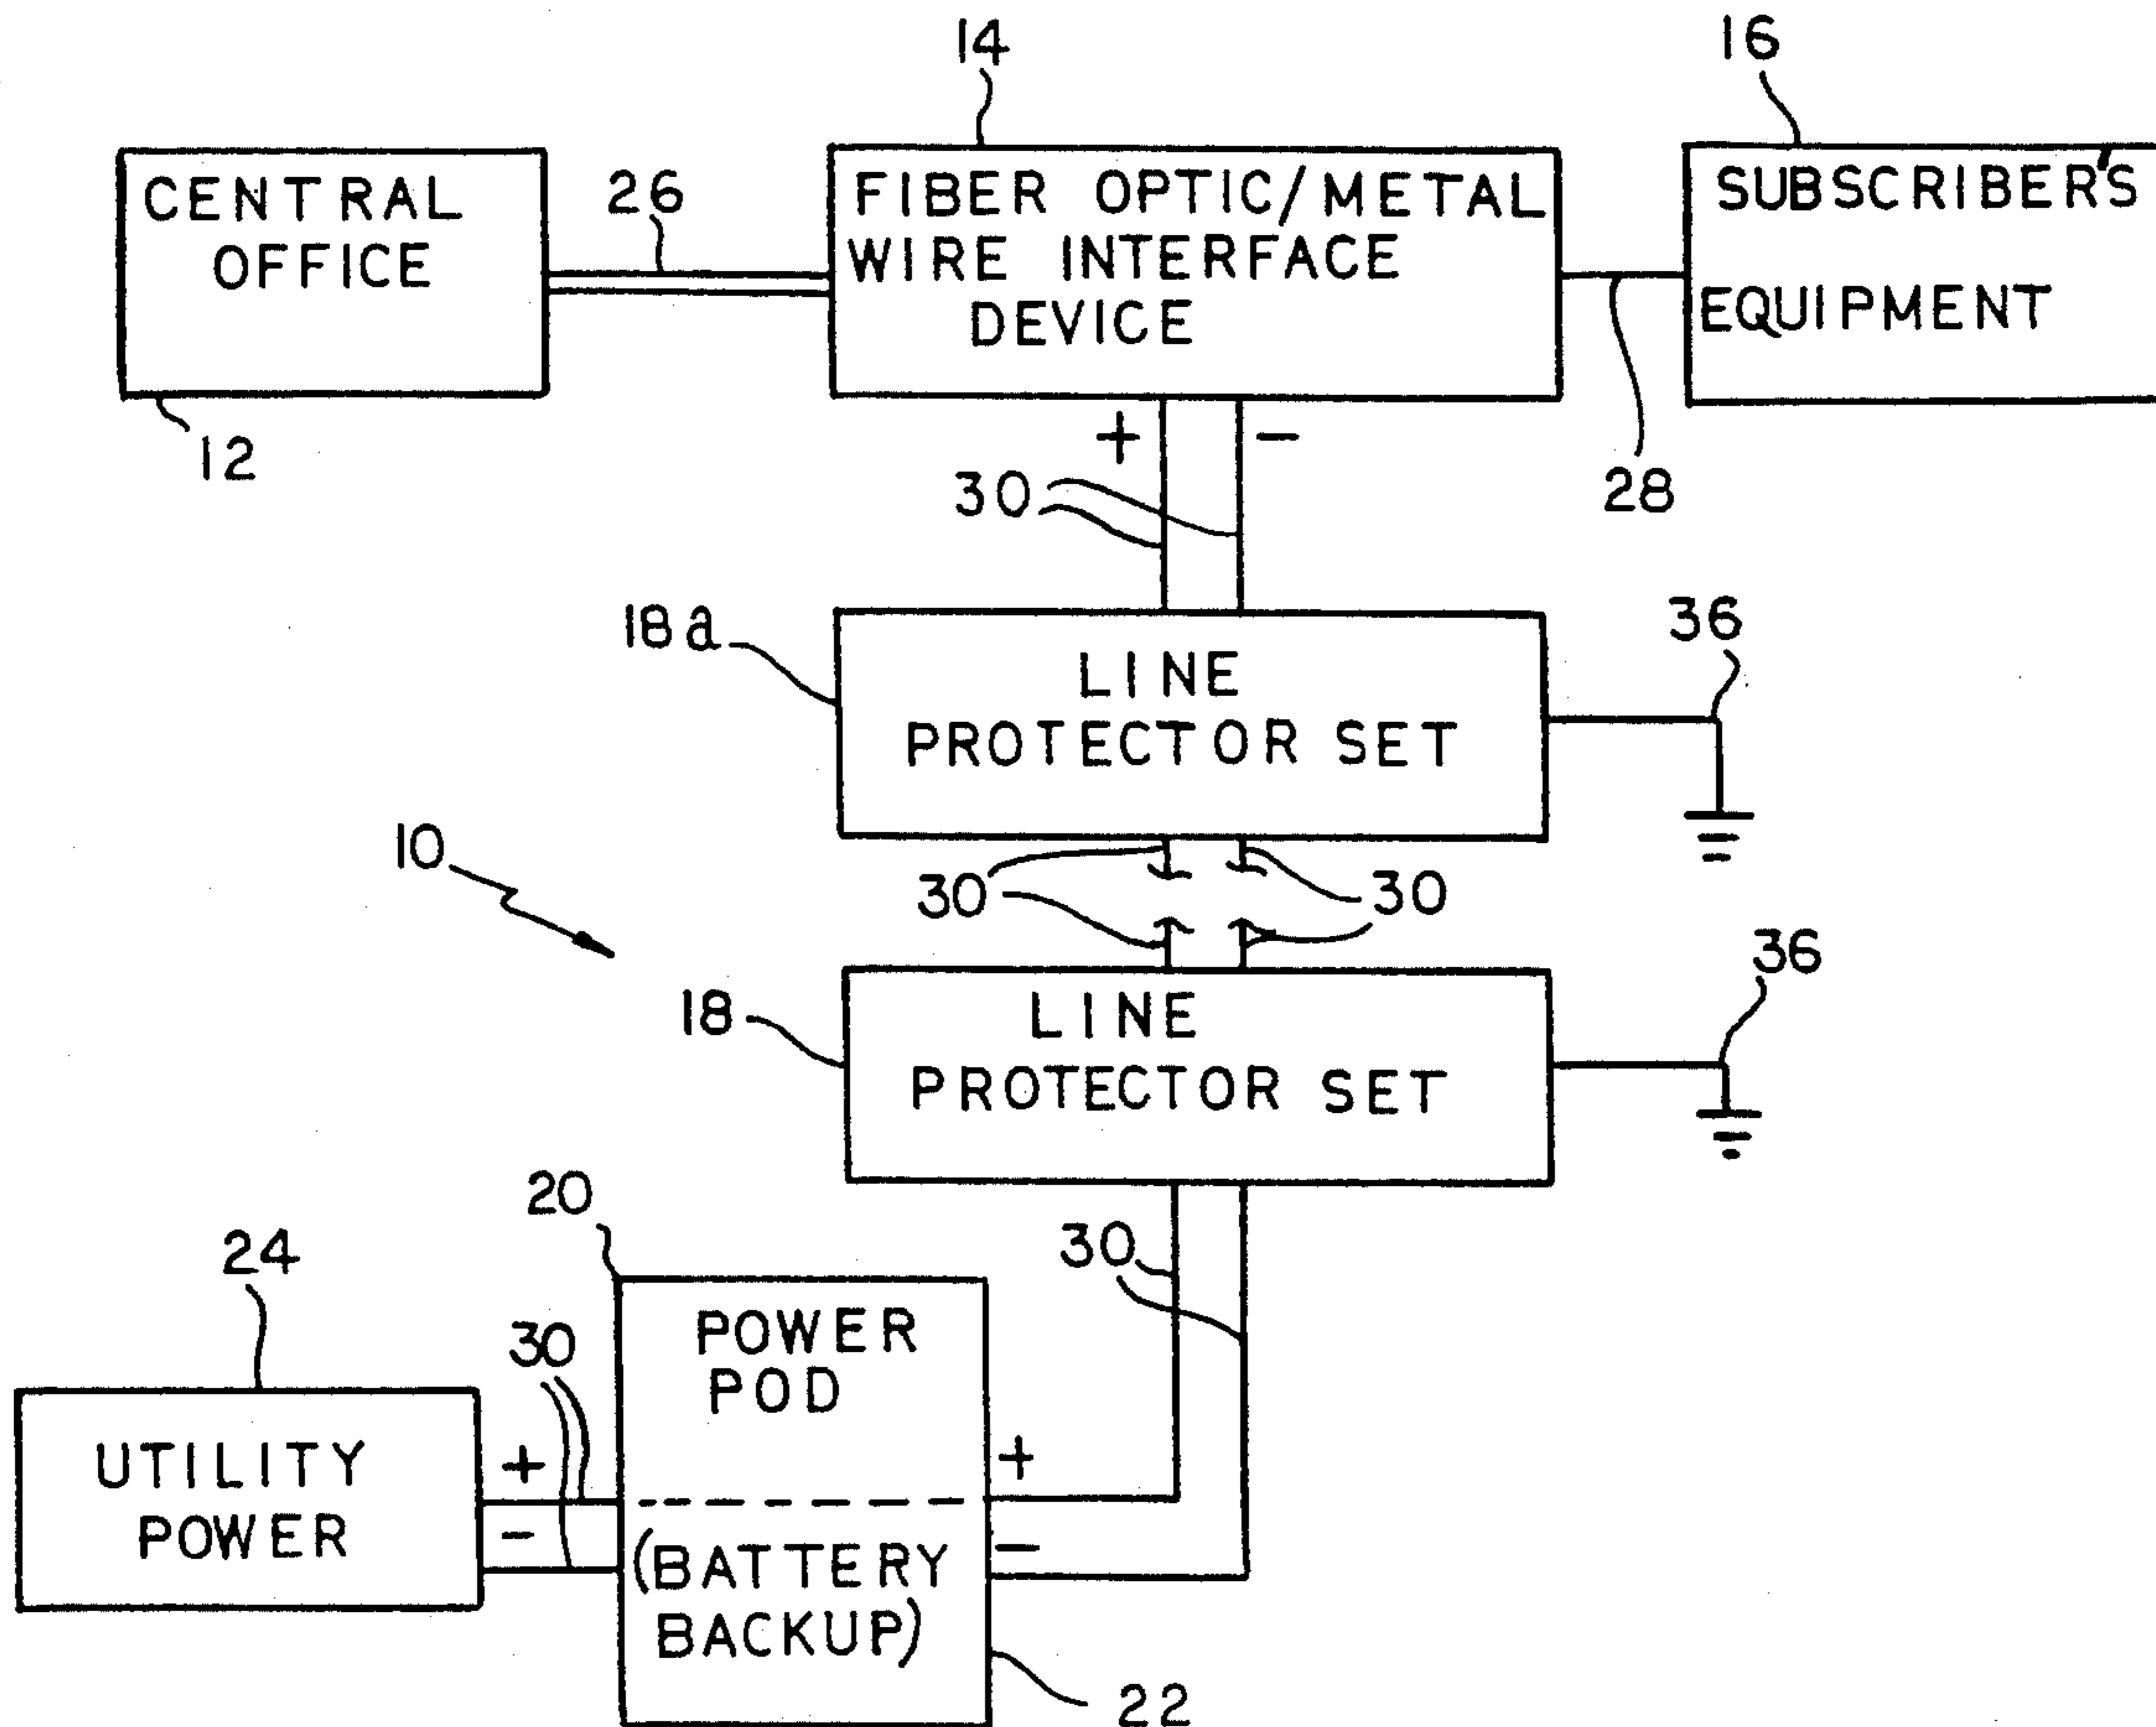 14
16
CENTRAL
OFFICE
26
FIBER OPTIC/METAL
WIRE INTERFACE
DEVICE
SUBSCRIBER'S
EQUIPMENT
12
+ -
30
28
18a
LINE
PROTECTOR SET
36
10
30
30
18
LINE
PROTECTOR SET
36
20
24
30
30
POWER
POD
UTILITY
POWER
+
-
+
-
(BATTERY
BACKUP)
22